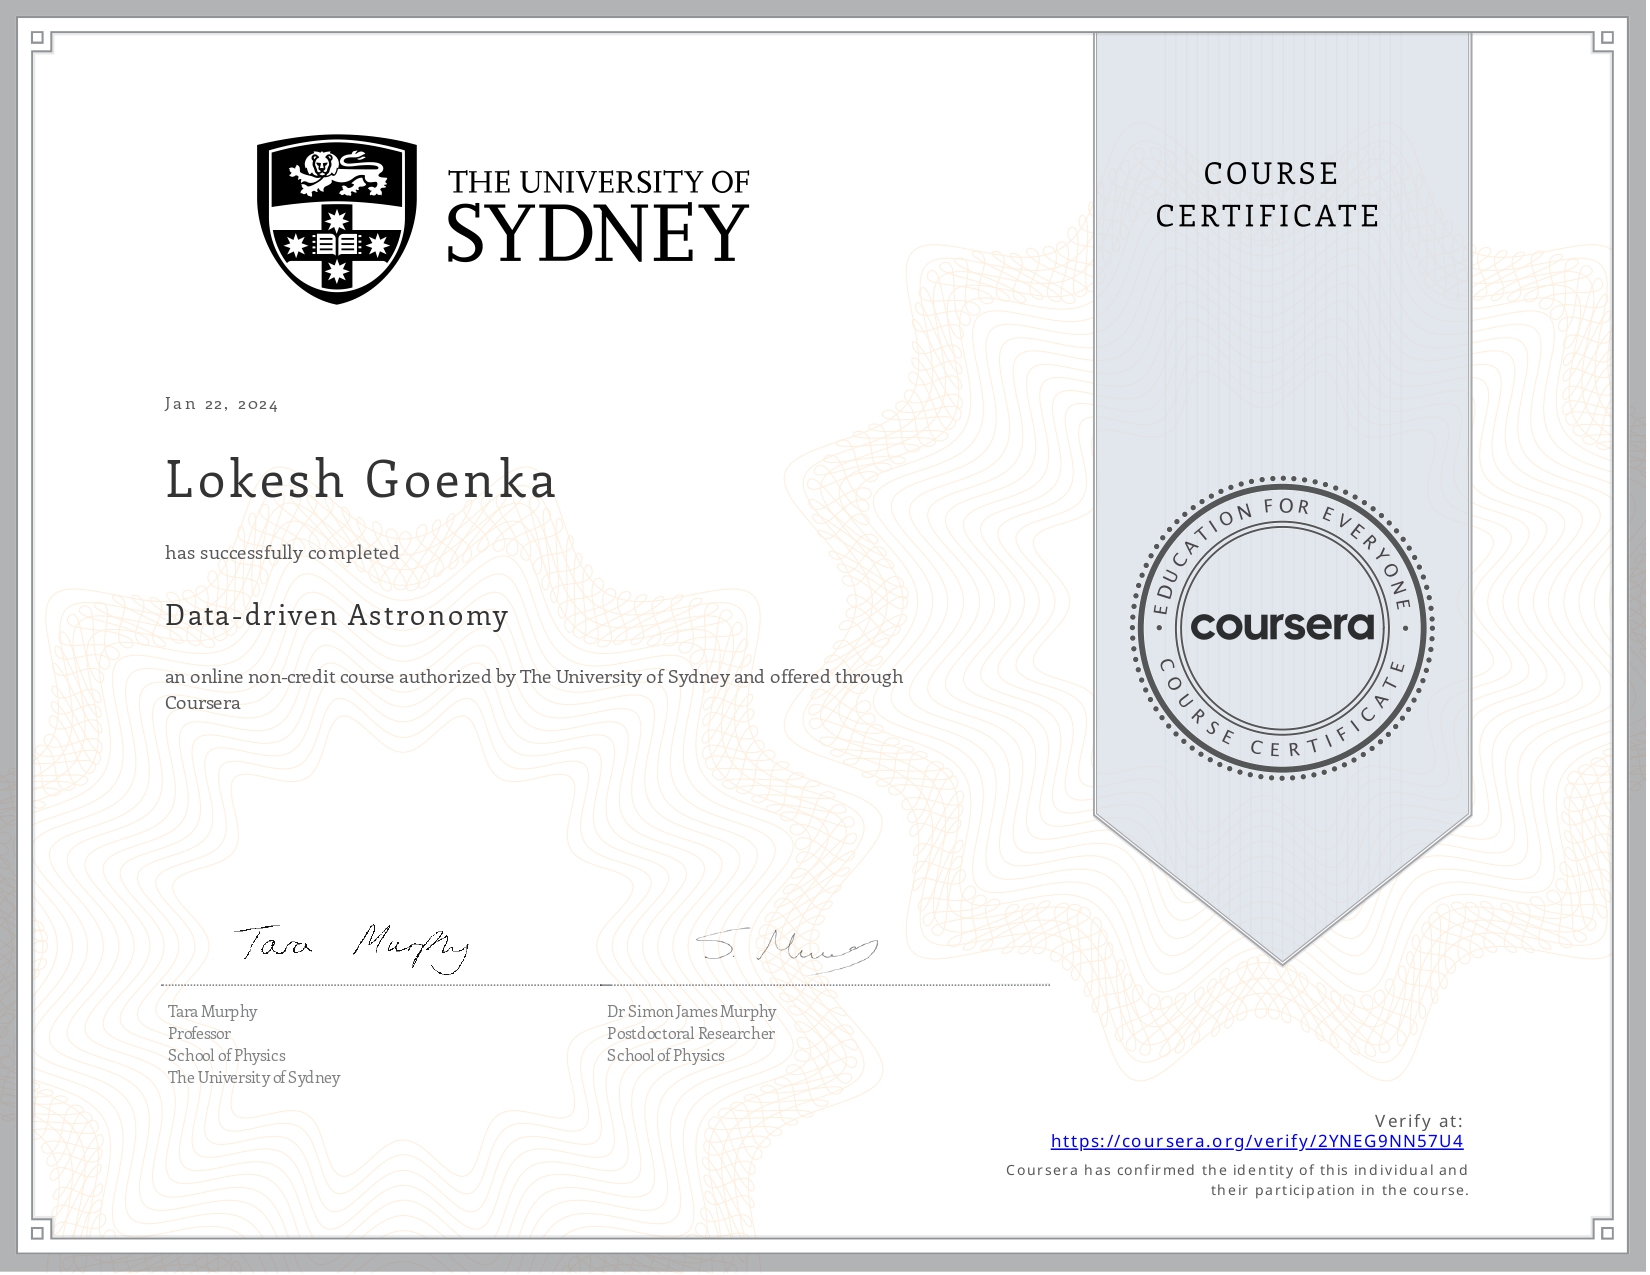 THE UNIVERSITY OF
SYDNEY
COURSE
CERTIFICATE
Jan 22, 2024
Lokesh Goenka
has successfully completed
Data-driven Astronomy
an online non-credit course authorized by The University of Sydney and offered through
Coursera
EDUCATION FOR EVERYONE
coursera
COURSE CERTIFICATE
Tara Murphy
S. Murphy
Tara Murphy
Professor
School of Physics
The University of Sydney
Dr Simon James Murphy
Postdoctoral Researcher
School of Physics
Verify at:
https://coursera.org/verify/2YNEG9NN57U4
Coursera has confirmed the identity of this individual and
their participation in the course.